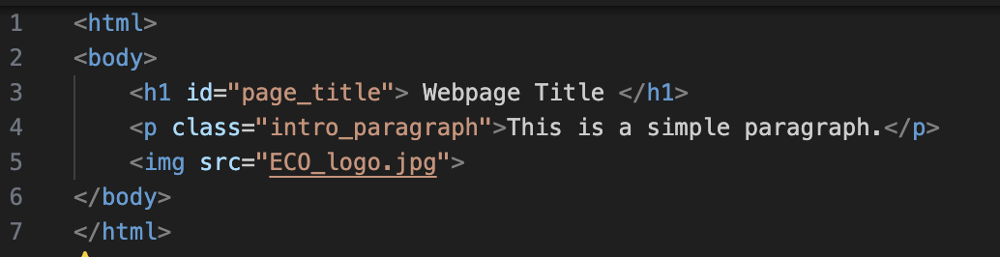 1 <html>
2 <body>
3 <h1 id="page_title"> Webpage Title </h1>
4 <p class="intro_paragraph">This is a simple paragraph.</p>
5 <img src="ECO_logo.jpg">
6 </body>
7 </html>